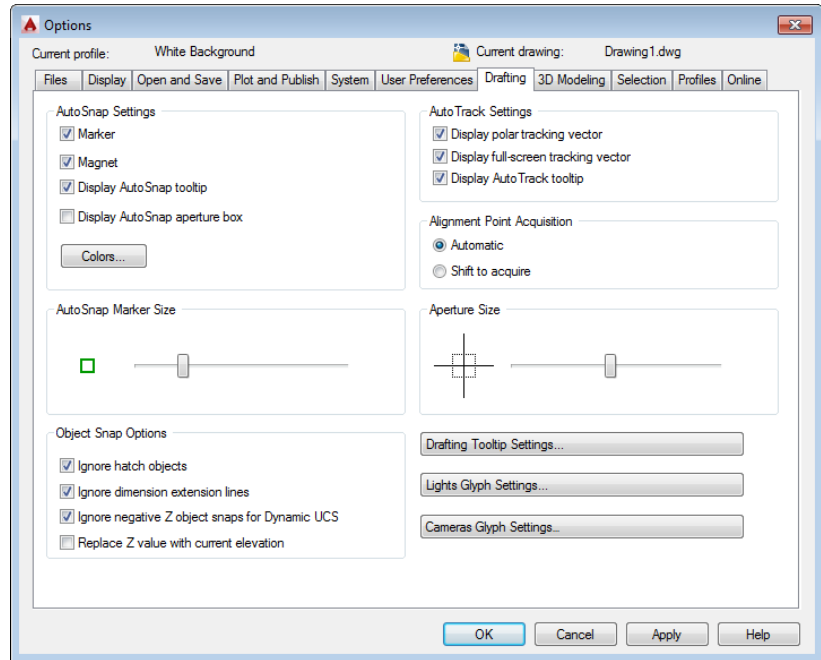 Options
Current profile: White Background Current drawing: Drawing1.dwg
Files Display Open and Save Plot and Publish System User Preferences Drafting 3D Modeling Selection Profiles Online
AutoSnap Settings
Marker
Magnet
Display AutoSnap tooltip
Display AutoSnap aperture box
Colors...
AutoTrack Settings
Display polar tracking vector
Display full-screen tracking vector
Display AutoTrack tooltip
Alignment Point Acquisition
Automatic
Shift to acquire
AutoSnap Marker Size
Aperture Size
Object Snap Options
Ignore hatch objects
Ignore dimension extension lines
Ignore negative Z object snaps for Dynamic UCS
Replace Z value with current elevation
Drafting Tooltip Settings...
Lights Glyph Settings...
Cameras Glyph Settings...
OK Cancel Apply Help